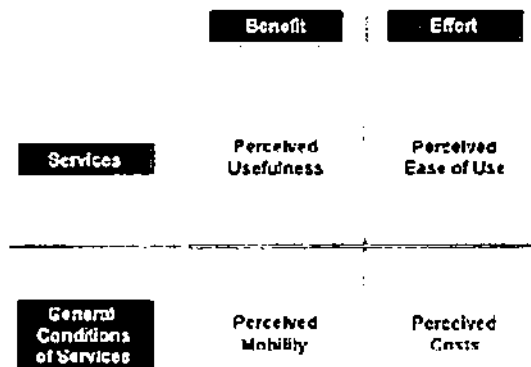 Benefit Effort
Services
Perceived
Usefulness
Perceived
Ease of Use
General
Conditions
of Services
Perceived
Mobility
Perceived
Costs